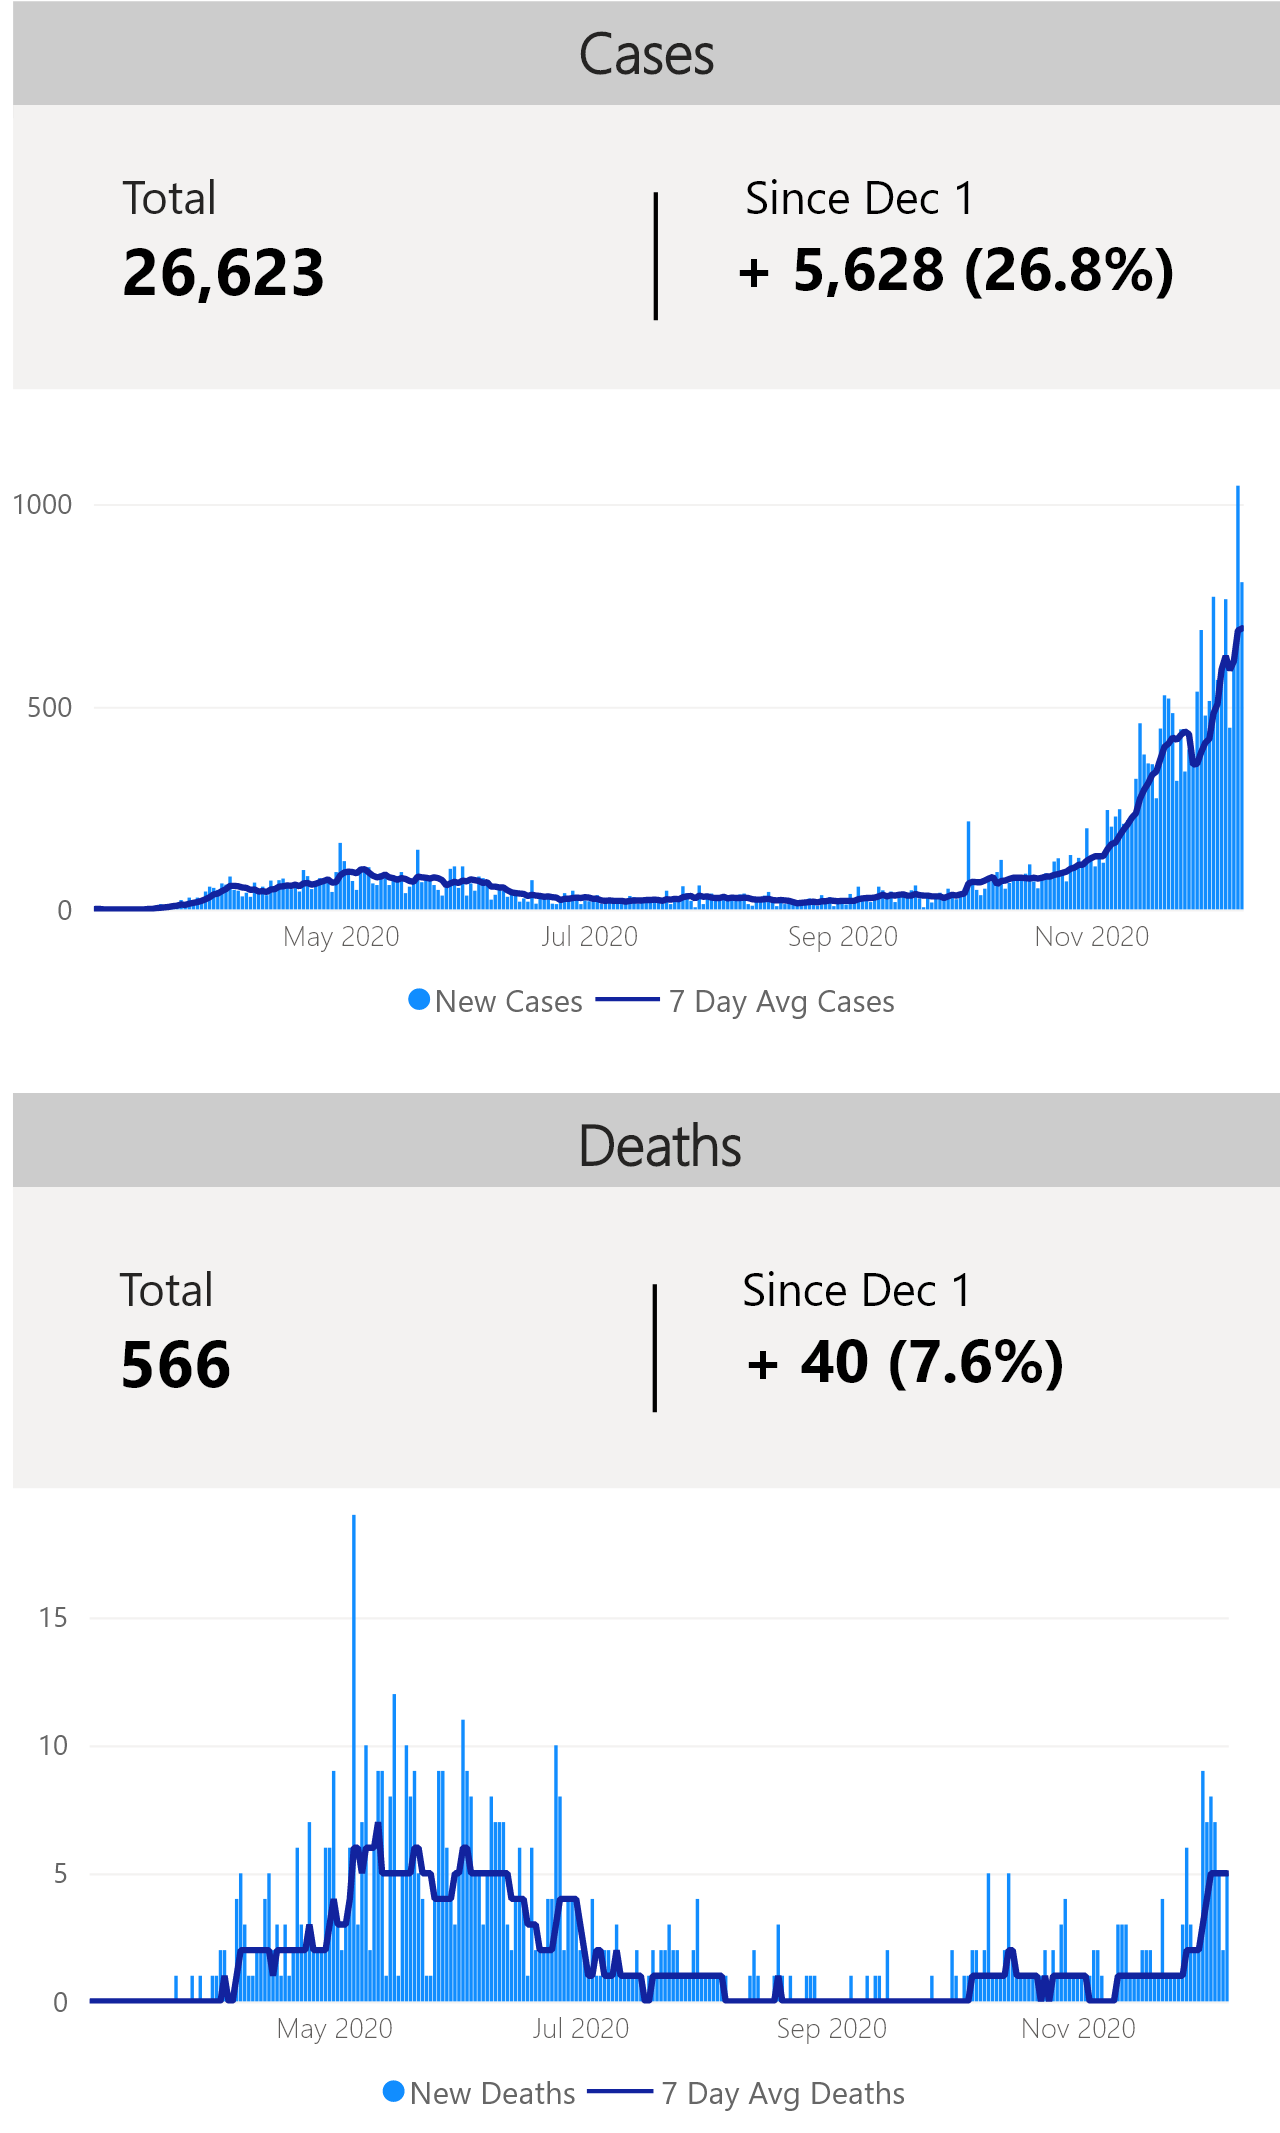 Cases
Total
Since Dec 1
26,623
+ 5,628 (26.8%)
1000
500
0
May 2020
Jul 2020
Sep 2020
Nov 2020
New Cases
7 Day Avg Cases
Deaths
Total
Since Dec 1
566
+ 40 (7.6%)
15
10
5
0
May 2020
Jul 2020
Sep 2020
Nov 2020
New Deaths
7 Day Avg Deaths